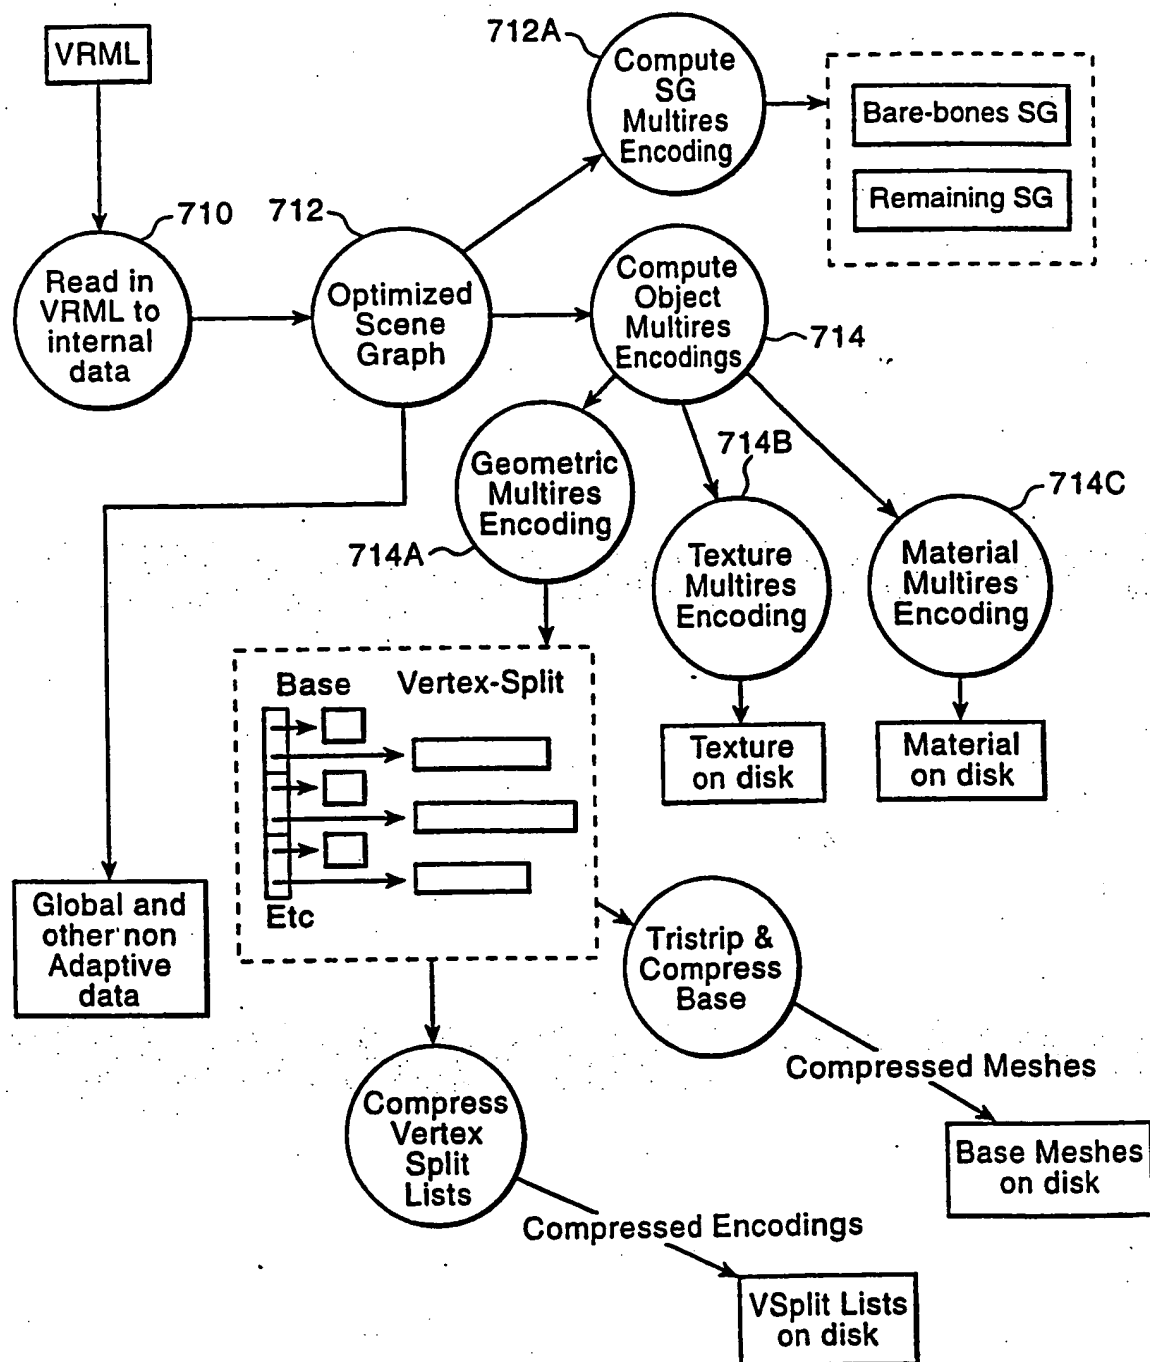 VRML
712A
Compute
SG
Multires
Encoding
Bare-bones SG
Remaining SG
710
712
Read in
VRML to
internal
data
Optimized
Scene
Graph
Compute
Object
Multires
Encodings
714
Geometric
Multires
Encoding
714A
714B
Texture
Multires
Encoding
714C
Material
Multires
Encoding
Base
Vertex-Split
Etc
Texture
on disk
Material
on disk
Global and
other non
Adaptive
data
Tristrip &
Compress
Base
Compressed Meshes
Base Meshes
on disk
Compress
Vertex
Split
Lists
Compressed Encodings
VSplit Lists
on disk